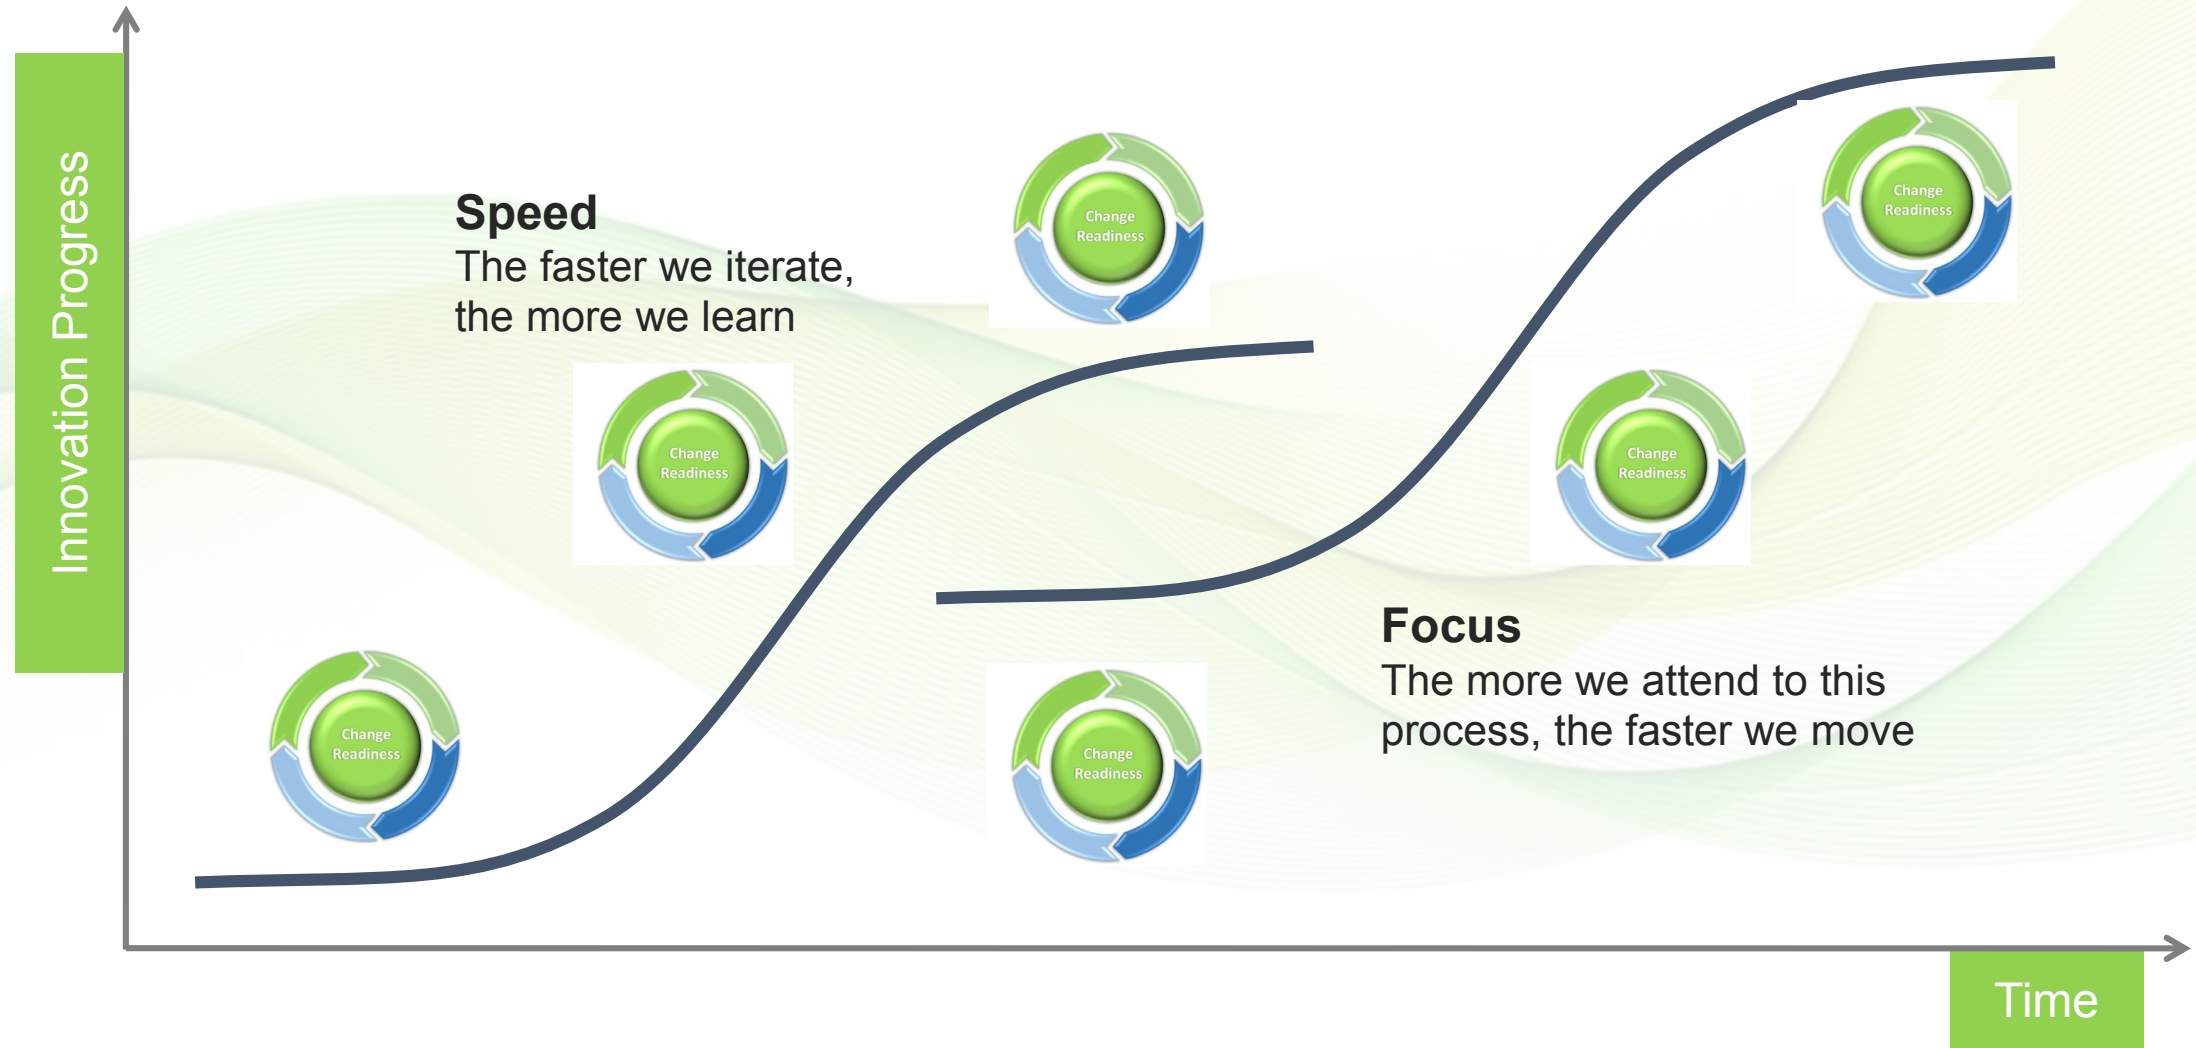 Innovation Progress
Speed
The faster we iterate,
the more we learn
Change
Readiness
Change
Readiness
Change
Readiness
Change
Readiness
Change
Readiness
Change
Readiness
Focus
The more we attend to this
process, the faster we move
Time